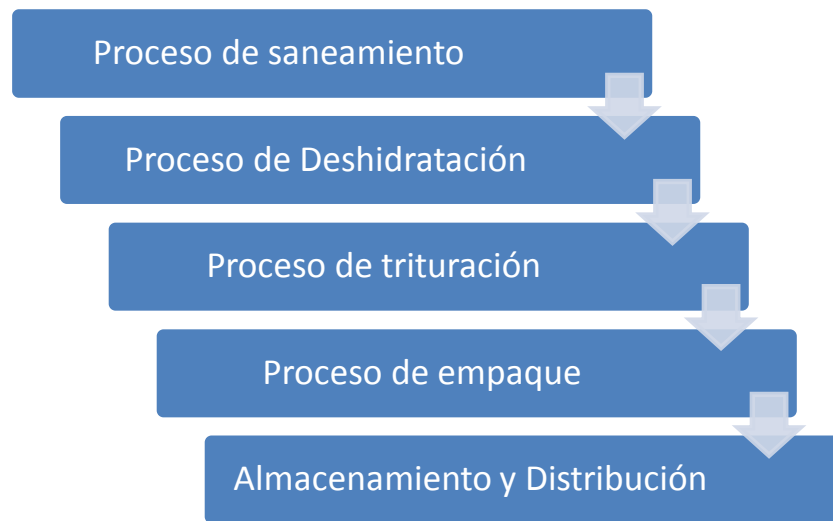 Proceso de saneamiento
Proceso de Deshidratación
Proceso de trituración
Proceso de empaque
Almacenamiento y Distribución